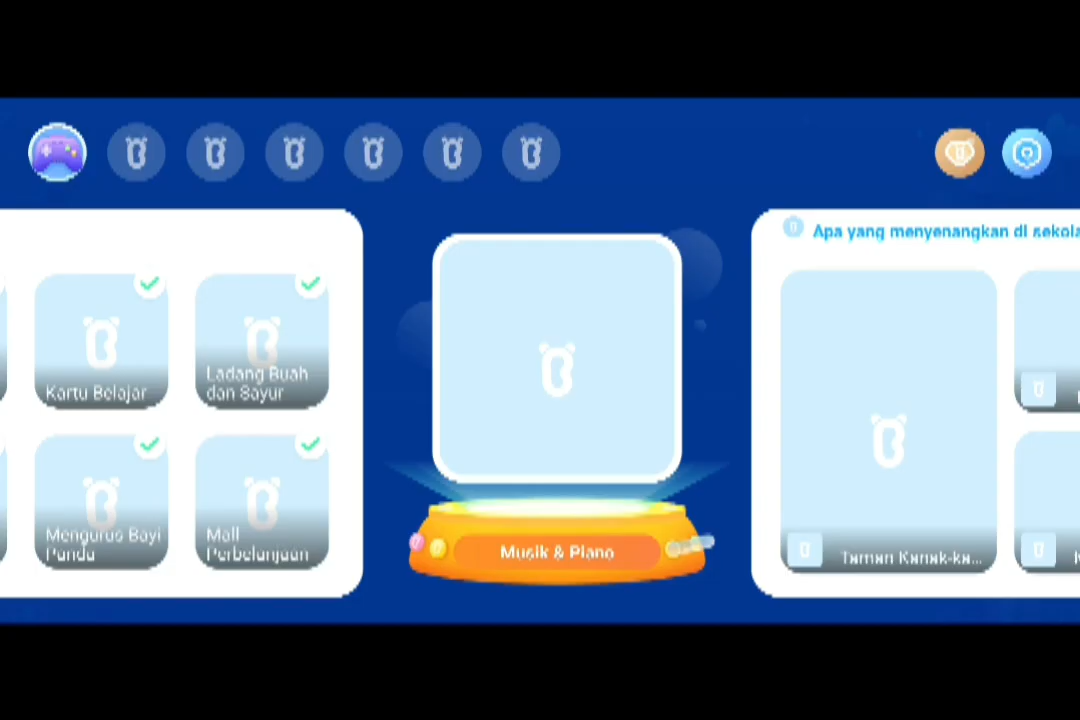 Apa yang menyenangkan di sekola
Kartu Belajar
Ladang Buah
dan Sayur
Mengurus Bayi
Panda
Mall
Perbelanjaan
Musik & Piano
Taman Kanak-ka...